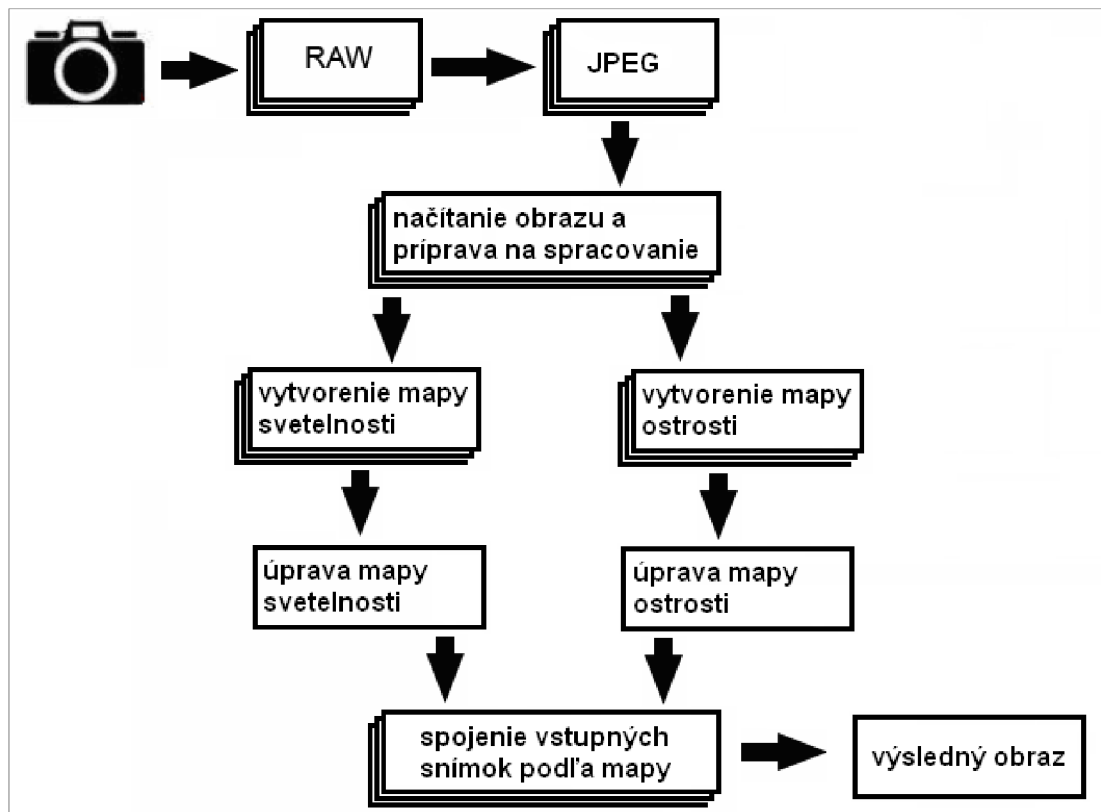 RAW
JPEG
načítanie obrazu a
príprava na spracovanie
vytvorenie mapy
svetelnosti
vytvorenie mapy
ostrosti
úprava mapy
svetelnosti
úprava mapy
ostrosti
spojenie vstupných
snímok podľa mapy
výsledný obraz